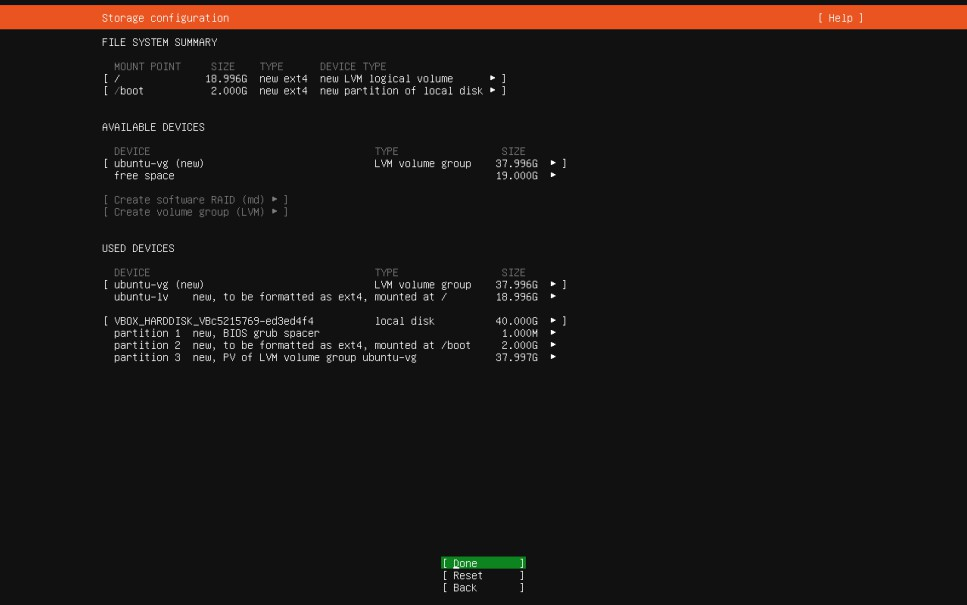 Storage configuration [ Help ]
FILE SYSTEM SUMMARY
MOUNT POINT SIZE TYPE DEVICE TYPE
[ / 18.996G new ext4 new LVM logical volume ▸ ]
[ /boot 2.000G new ext4 new partition of local disk ▸ ]
AVAILABLE DEVICES
DEVICE TYPE SIZE
[ ubuntu-vg (new) LVM volume group 37.996G ▸ ]
free space 19.000G ▸
[ Create software RAID (md) ▸ ]
[ Create volume group (LVM) ▸ ]
USED DEVICES
DEVICE TYPE SIZE
[ ubuntu-vg (new) LVM volume group 37.996G ▸ ]
ubuntu-lv new, to be formatted as ext4, mounted at / 18.996G ▸
[ VBOX_HARDDISK_VBc5215769-ed3ed4f4 local disk 40.000G ▸ ]
partition 1 new, BIOS grub spacer 1.000M ▸
partition 2 new, to be formatted as ext4, mounted at /boot 2.000G ▸
partition 3 new, PV of LVM volume group ubuntu-vg 37.997G ▸
[ Done ]
[ Reset ]
[ Back ]